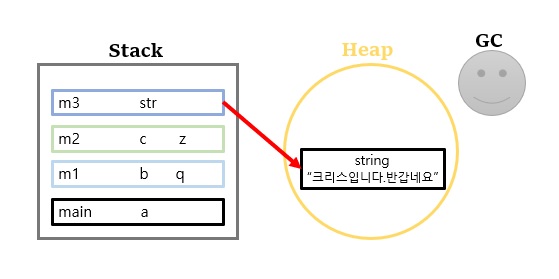 Stack
Heap
GC
m3 str
m2 c z
m1 b q
main a
string
“크리스입니다.반갑네요”